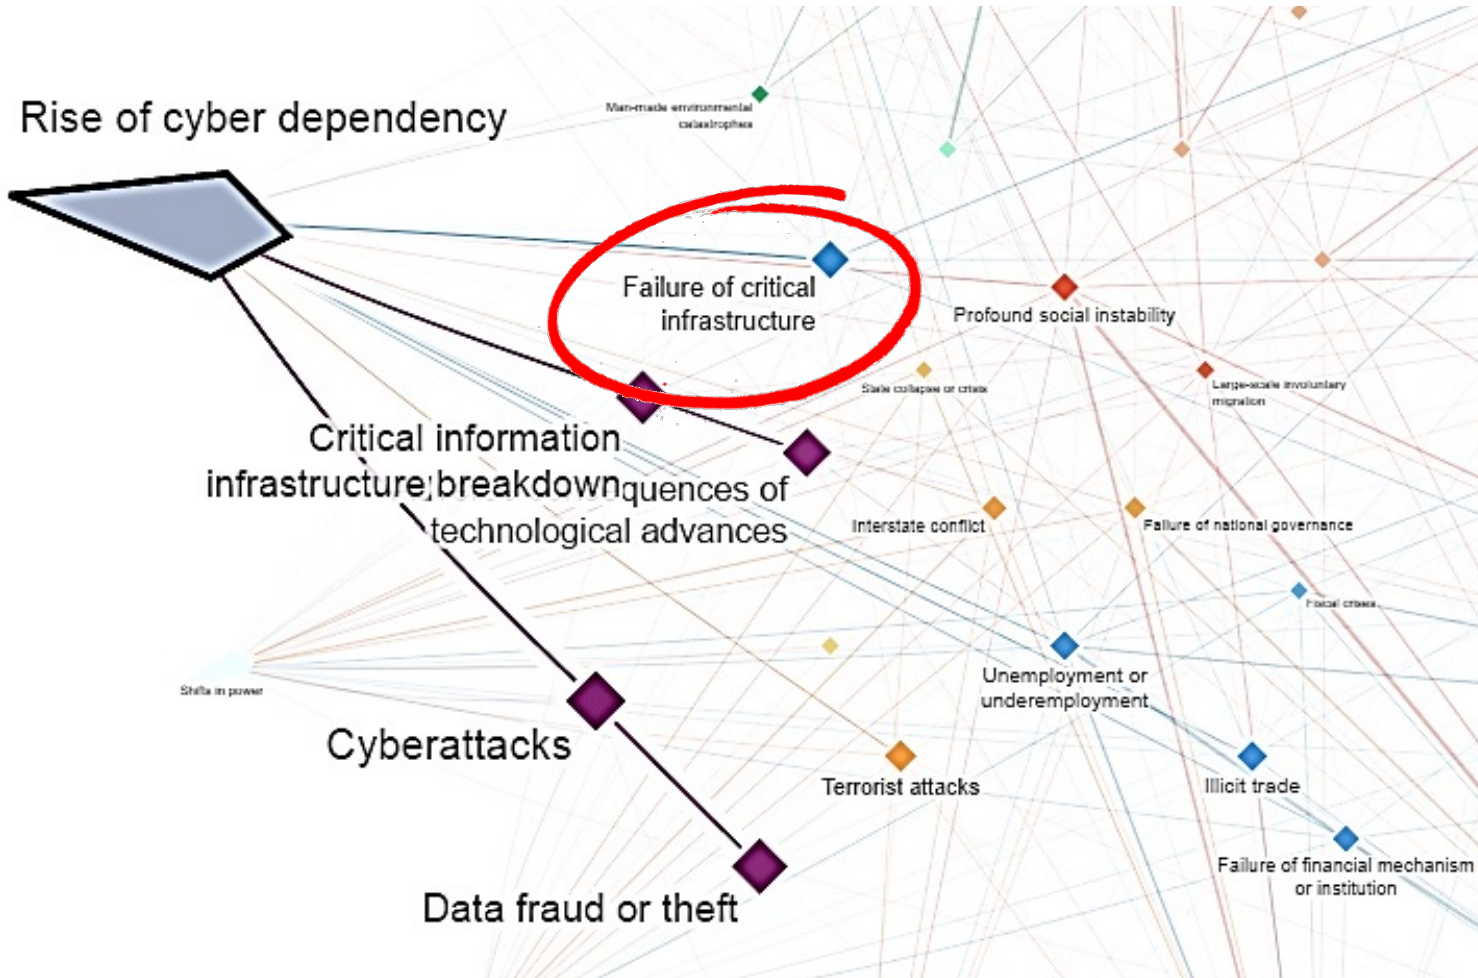 Man-made environmental
catastrophes
Rise of cyber dependency
Failure of critical
infrastructure
Profound social instability
State collapse or crisis
Large-scale involuntary
migration
Critical information
infrastructure breakdown
quences of
technological advances
Interstate conflict
Failure of national governance
Fiscal crises
Shifts in power
Unemployment or
underemployment
Cyberattacks
Terrorist attacks
Illicit trade
Failure of financial mechanism
or institution
Data fraud or theft